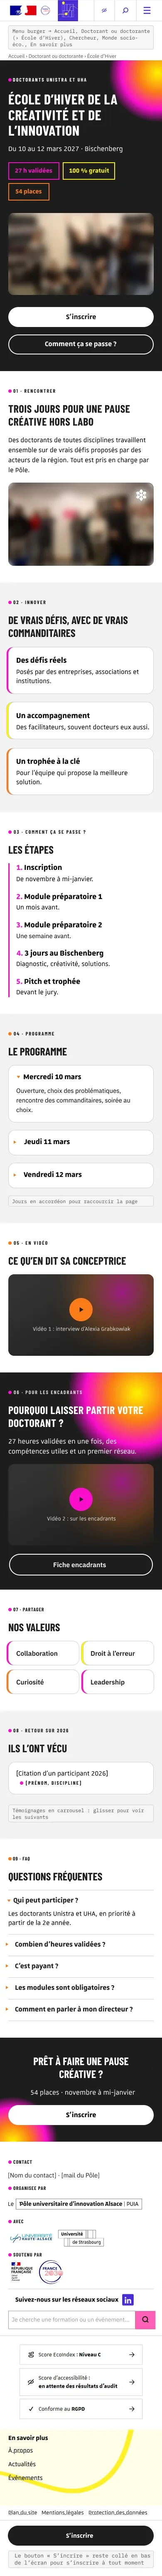 Menu burger → Accueil, Doctorant ou doctorante
(> École d'Hiver), Chercheur, Monde socio-
éco., En savoir plus
Accueil › Doctorant ou doctorante › École d'Hiver
DOCTORANTS UNISTRA ET UHA
ÉCOLE D'HIVER DE LA
CRÉATIVITÉ ET DE
L'INNOVATION
27 h validées
100 % gratuit
54 places
Du 10 au 12 mars 2027 · Bischenberg
S'inscrire
Comment ça se passe ?
01 · RENCONTRER
TROIS JOURS POUR UNE PAUSE
CRÉATIVE HORS LABO
Des doctorants de toutes disciplines travaillent
ensemble sur de vrais défis proposés par des
acteurs de la région. Tout est pris en charge par
le Pôle.
02 · INNOVER
DE VRAIS DÉFIS, AVEC DE VRAIS
COMMANDITAIRES
Des défis réels
Posés par des entreprises, associations et
institutions.
Un accompagnement
Des facilitateurs, souvent docteurs eux aussi.
Un trophée à la clé
Pour l'équipe qui propose la meilleure
solution.
03 · COMMENT ÇA SE PASSE ?
LES ÉTAPES
1. Inscription
De novembre à mi-janvier.
2. Module préparatoire 1
Un mois avant.
3. Module préparatoire 2
Une semaine avant.
4. 3 jours au Bischenberg
Diagnostic, créativité, solutions.
5. Pitch et trophée
Devant le jury.
04 · PROGRAMME
LE PROGRAMME
Mercredi 10 mars
Ouverture, choix des problématiques,
rencontre des commanditaires, soirée au
choix.
Jeudi 11 mars
Vendredi 12 mars
Jours en accordéon pour raccourcir la page
05 · EN VIDÉO
CE QU'EN DIT SA CONCEPTRICE
Vidéo 1 : Interview d'Alexia Grabkowiak
06 · POUR LES ENCADRANTS
POURQUOI LAISSER PARTIR VOTRE
DOCTORANT ?
27 heures validées en une fois, des
compétences utiles et un premier réseau.
Vidéo 2 : sur les encadrants
Fiche encadrants
07 · PARTAGER
NOS VALEURS
Collaboration
Droit à l'erreur
Curiosité
Leadership
08 · RETOUR SUR 2026
ILS L'ONT VÉCU
[Citation d'un participant 2026]
[PRÉNOM, DISCIPLINE]
Témoignages en carrousel : glisser pour voir
les suivants
09 · FAQ
QUESTIONS FRÉQUENTES
Qui peut participer ?
Les doctorants Unistra et UHA, en priorité à
partir de la 2e année.
Combien d'heures validées ?
C'est payant ?
Les modules sont obligatoires ?
Comment en parler à mon directeur ?
PRÊT À FAIRE UNE PAUSE
CRÉATIVE ?
54 places · novembre à mi-janvier
S'inscrire
CONTACT
[Nom du contact] · [mail du Pôle]
ORGANISÉE PAR
Le Pôle universitaire d'innovation Alsace | PUIA
AVEC
UNIVERSITÉ
HAUTE-ALSACE
Université
de Strasbourg
SOUTENU PAR
RÉPUBLIQUE
FRANÇAISE
FRANCE
2030
Suivez-nous sur les réseaux sociaux
in
Je cherche une formation ou un événement...
Score EcoIndex : Niveau C
Score d'accessibilité :
en attente des résultats d'audit
Conforme au RGPD
En savoir plus
À propos
Actualités
Évènements
Plan du site
Mentions légales
Protection des données
S'inscrire
Le bouton « S'inscrire » reste collé en bas
de l'écran pour s'inscrire à tout moment